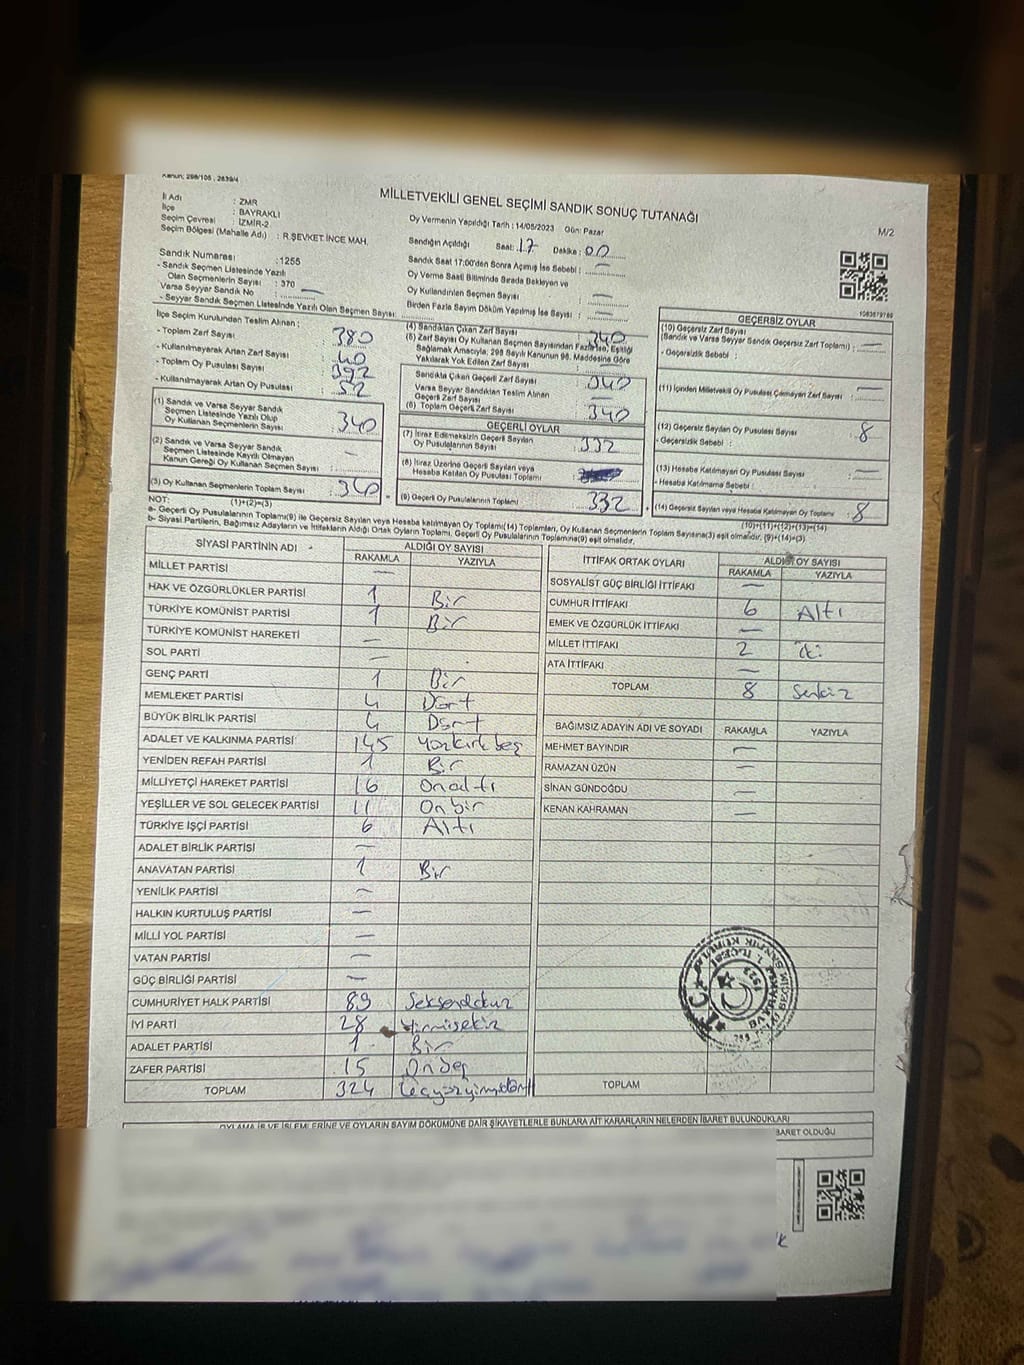 Kanun; 298/105 , 2839/4
MİLLETVEKİLİ GENEL SEÇİMİ SANDIK SONUÇ TUTANAĞI
M/2
İl Adı : ZMR
İlçe : BAYRAKLI
Seçim Çevresi : İZMİR-2
Seçim Bölgesi (Mahalle Adı) : R.ŞEVKET İNCE MAH.
Oy Vermenin Yapıldığı Tarih : 14/05/2023 Gün: Pazar
Sandığın Açıldığı Saat: 17 Dakika : 00
Sandık Saat 17:00'den Sonra Açılmış İse Sebebi : —
Oy Verme Saati Bitiminde Sırada Bekleyen ve
Oy Kullandırılan Seçmen Sayısı : —
Birden Fazla Sayım Döküm Yapılmış İse Sayısı : —
Sandık Numarası : 1255
- Sandık Seçmen Listesinde Yazılı
Olan Seçmenlerin Sayısı : 370
Varsa Seyyar Sandık No : —
- Seyyar Sandık Seçmen Listesinde Yazılı Olan Seçmen Sayısı:
1083879789
İlçe Seçim Kurulundan Teslim Alınan ;
- Toplam Zarf Sayısı : 380
- Kullanılmayarak Artan Zarf Sayısı : 40
- Toplam Oy Pusulası Sayısı : 392
- Kullanılmayarak Artan Oy Pusulası : 52
(1) Sandık ve Varsa Seyyar Sandık
Seçmen Listesinde Yazılı Olup
Oy Kullanan Seçmenlerin Sayısı : 340
(2) Sandık ve Varsa Seyyar Sandık
Seçmen Listesinde Kayıtlı Olmayan
Kanun Gereği Oy Kullanan Seçmen Sayısı : —
(3) Oy Kullanan Seçmenlerin Toplam Sayısı : 340
(1)+(2)=(3)
(4) Sandıktan Çıkan Zarf Sayısı : 340
(5) Zarf Sayısı Oy Kullanan Seçmen Sayısından Fazla İse, Eşitliği
Sağlamak Amacıyla; 298 Sayılı Kanunun 98. Maddesine Göre
Yakılarak Yok Edilen Zarf Sayısı : —
Sandıkta Çıkan Geçerli Zarf Sayısı : 340
Varsa Seyyar Sandıktan Teslim Alınan
Geçerli Zarf Sayısı : —
(6) Toplam Geçerli Zarf Sayısı : 340
GEÇERLİ OYLAR
(7) İtiraz Edilmeksizin Geçerli Sayılan
Oy Pusulalarının Sayısı : 332
(8) İtiraz Üzerine Geçerli Sayılan veya
Hesaba Katılan Oy Pusulası Toplamı :
(9) Geçerli Oy Pusulalarının Toplamı : 332
GEÇERSİZ OYLAR
(10) Geçersiz Zarf Sayısı
(Sandık ve Varsa Seyyar Sandık Geçersiz Zarf Toplamı) : —
- Geçersizlik Sebebi :
(11) İçinden Milletvekili Oy Pusulası Çıkmayan Zarf Sayısı : —
(12) Geçersiz Sayılan Oy Pusulası Sayısı : 8
- Geçersizlik Sebebi :
(13) Hesaba Katılmayan Oy Pusulası Sayısı : —
- Hesaba Katılmama Sebebi :
(14) Geçersiz Sayılan veya Hesaba Katılmayan Oy Toplamı : 8
(10)+(11)+(12)+(13)=(14)
NOT:
a- Geçerli Oy Pusulalarının Toplamı(9) ile Geçersiz Sayılan veya Hesaba katılmayan Oy Toplamı(14) Toplamları, Oy Kullanan Seçmenlerin Toplam Sayısına(3) eşit olmalıdır. (9)+(14)=(3)
b- Siyasi Partilerin, Bağımsız Adayların ve İttifakların Aldıkları Oyların Toplamı, Geçerli Oy Pusulalarının Toplamına(9) eşit olmalıdır.
SİYASİ PARTİNİN ADI ALDIĞI OY SAYISI
RAKAMLA YAZIYLA
MİLLET PARTİSİ —
HAK VE ÖZGÜRLÜKLER PARTİSİ 1 Bir
TÜRKİYE KOMÜNİST PARTİSİ 1 Bir
TÜRKİYE KOMÜNİST HAREKETİ —
SOL PARTİ —
GENÇ PARTİ 1 Bir
MEMLEKET PARTİSİ 4 Dört
BÜYÜK BİRLİK PARTİSİ 4 Dört
ADALET VE KALKINMA PARTİSİ 145 Yüzkırkbeş
YENİDEN REFAH PARTİSİ 1 Bir
MİLLİYETÇİ HAREKET PARTİSİ 16 Onaltı
YEŞİLLER VE SOL GELECEK PARTİSİ 11 Onbir
TÜRKİYE İŞÇİ PARTİSİ 6 Altı
ADALET BİRLİK PARTİSİ —
ANAVATAN PARTİSİ 1 Bir
YENİLİK PARTİSİ —
HALKIN KURTULUŞ PARTİSİ —
MİLLİ YOL PARTİSİ —
VATAN PARTİSİ —
GÜÇ BİRLİĞİ PARTİSİ —
CUMHURİYET HALK PARTİSİ 89 Seksendokuz
İYİ PARTİ 28 Yirmisekiz
ADALET PARTİSİ 1 Bir
ZAFER PARTİSİ 15 Onbeş
TOPLAM 324 Üçyüzyirmidört
İTTİFAK ORTAK OYLARI ALDIĞI OY SAYISI
RAKAMLA YAZIYLA
SOSYALİST GÜÇ BİRLİĞİ İTTİFAKI —
CUMHUR İTTİFAKI 6 Altı
EMEK VE ÖZGÜRLÜK İTTİFAKI —
MİLLET İTTİFAKI 2 İki
ATA İTTİFAKI —
TOPLAM 8 Sekiz
BAĞIMSIZ ADAYIN ADI VE SOYADI RAKAMLA YAZIYLA
MEHMET BAYINDIR —
RAMAZAN ÜZÜN —
SİNAN GÜNDOĞDU —
KENAN KAHRAMAN —
TOPLAM
T.C.
BAYRAKLI 1. İLÇESİ
1255 NOLU SEÇİM SANDIK KURULU
OYLAMA İŞ VE İŞLEMLERİNE VE OYLARIN SAYIM DÖKÜMÜNE DAİR ŞİKAYETLERLE BUNLARA AİT KARARLARIN NELERDEN İBARET BULUNDUKLARI
BARET OLDUĞU